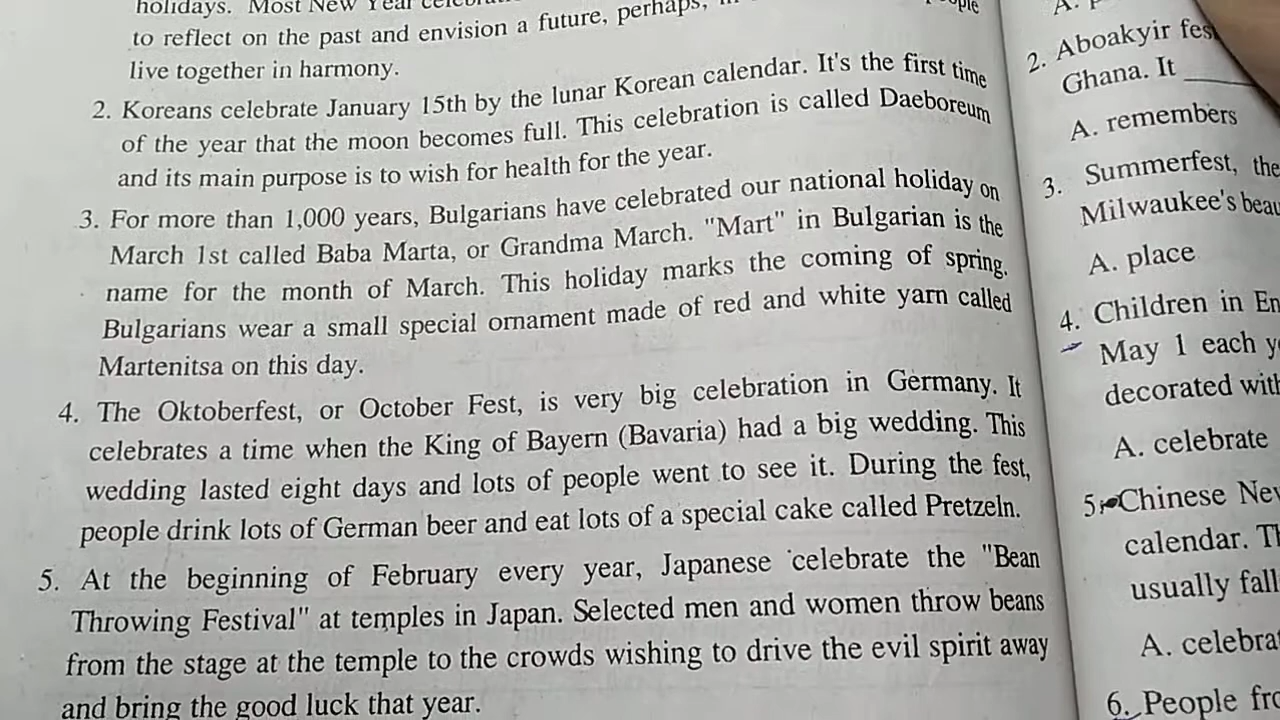 holidays. Most New Year
to reflect on the past and envision a future, perhaps,
live together in harmony.
2. Koreans celebrate January 15th by the lunar Korean calendar. It's the first time
of the year that the moon becomes full. This celebration is called Daeboreum
and its main purpose is to wish for health for the year.
3. For more than 1,000 years, Bulgarians have celebrated our national holiday on
March 1st called Baba Marta, or Grandma March. "Mart" in Bulgarian is the
name for the month of March. This holiday marks the coming of spring.
Bulgarians wear a small special ornament made of red and white yarn called
Martenitsa on this day.
4. The Oktoberfest, or October Fest, is very big celebration in Germany. It
celebrates a time when the King of Bayern (Bavaria) had a big wedding. This
wedding lasted eight days and lots of people went to see it. During the fest,
people drink lots of German beer and eat lots of a special cake called Pretzeln.
5. At the beginning of February every year, Japanese celebrate the "Bean
Throwing Festival" at temples in Japan. Selected men and women throw beans
from the stage at the temple to the crowds wishing to drive the evil spirit away
and bring the good luck that year.
A.
2. Aboakyir fes
Ghana. It ____
A. remembers
3. Summerfest, the
Milwaukee's beau
A. place
4. Children in En
May 1 each y
decorated with
A. celebrate
5. Chinese New
calendar. Th
usually fall
A. celebra
6. People fro